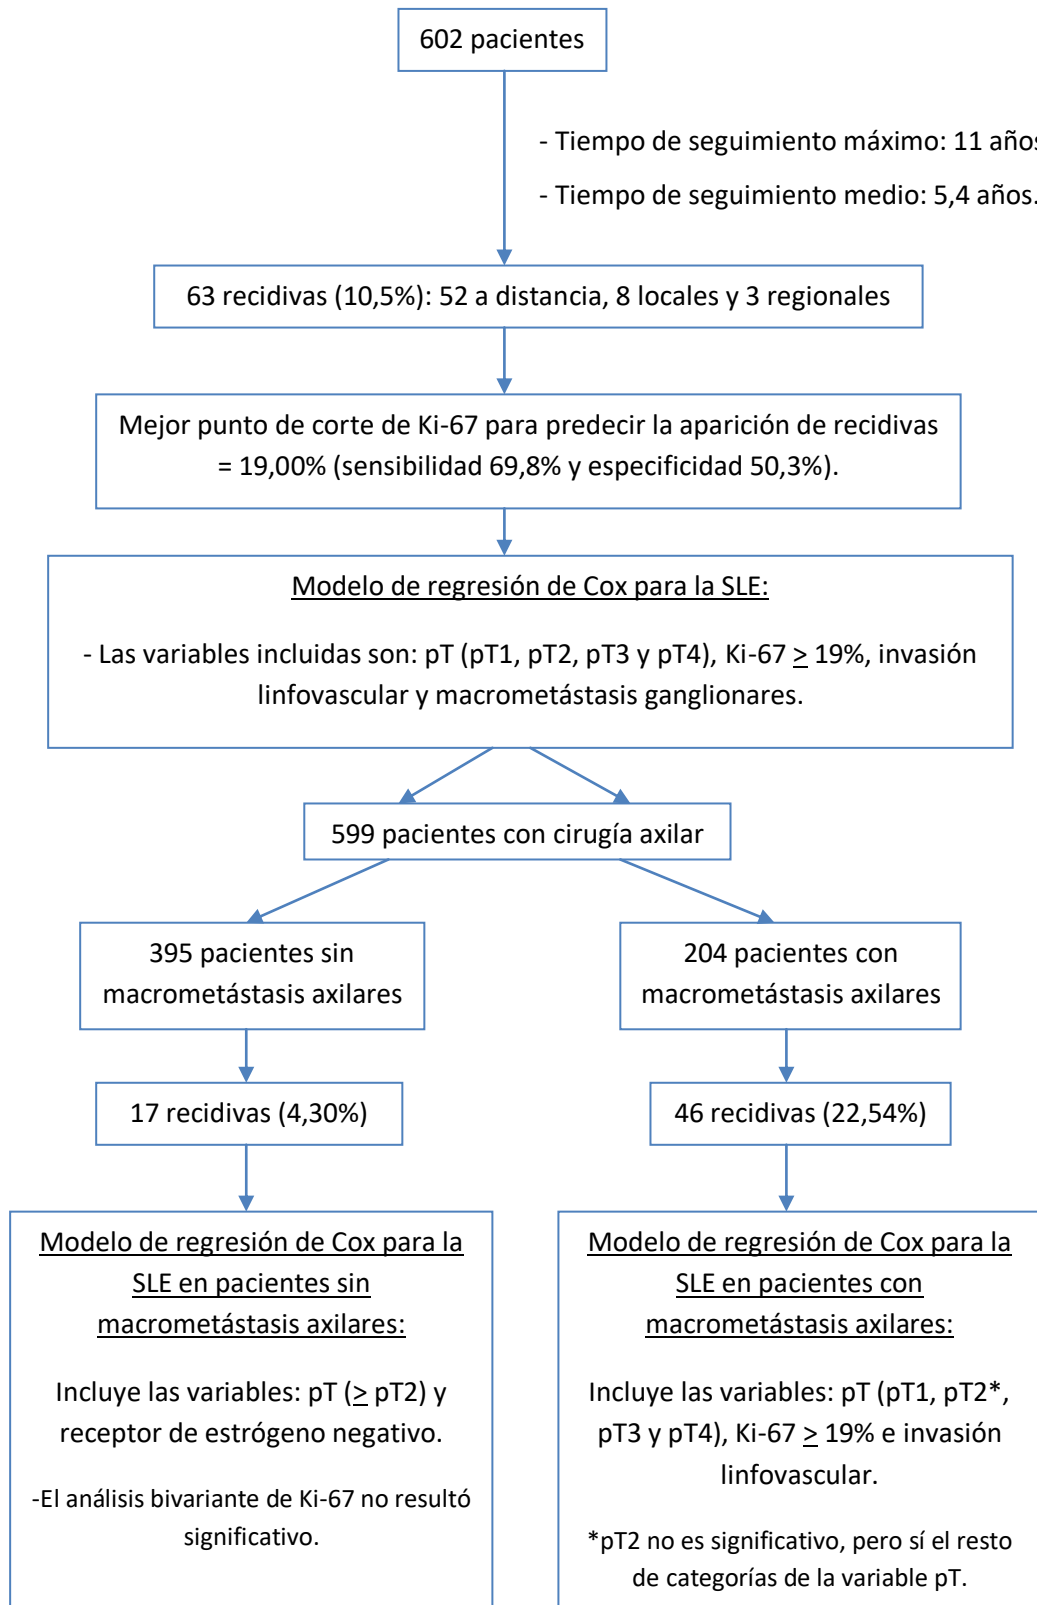 602 pacientes
- Tiempo de seguimiento máximo: 11 años
- Tiempo de seguimiento medio: 5,4 años.
63 recidivas (10,5%): 52 a distancia, 8 locales y 3 regionales
Mejor punto de corte de Ki-67 para predecir la aparición de recidivas
= 19,00% (sensibilidad 69,8% y especificidad 50,3%).
Modelo de regresión de Cox para la SLE:
- Las variables incluidas son: pT (pT1, pT2, pT3 y pT4), Ki-67 ≥ 19%, invasión
linfovascular y macrometástasis ganglionares.
599 pacientes con cirugía axilar
395 pacientes sin
macrometástasis axilares
204 pacientes con
macrometástasis axilares
17 recidivas (4,30%)
46 recidivas (22,54%)
Modelo de regresión de Cox para la
SLE en pacientes sin
macrometástasis axilares:
Incluye las variables: pT (≥ pT2) y
receptor de estrógeno negativo.
-El análisis bivariante de Ki-67 no resultó
significativo.
Modelo de regresión de Cox para la
SLE en pacientes con
macrometástasis axilares:
Incluye las variables: pT (pT1, pT2*,
pT3 y pT4), Ki-67 ≥ 19% e invasión
linfovascular.
*pT2 no es significativo, pero sí el resto
de categorías de la variable pT.